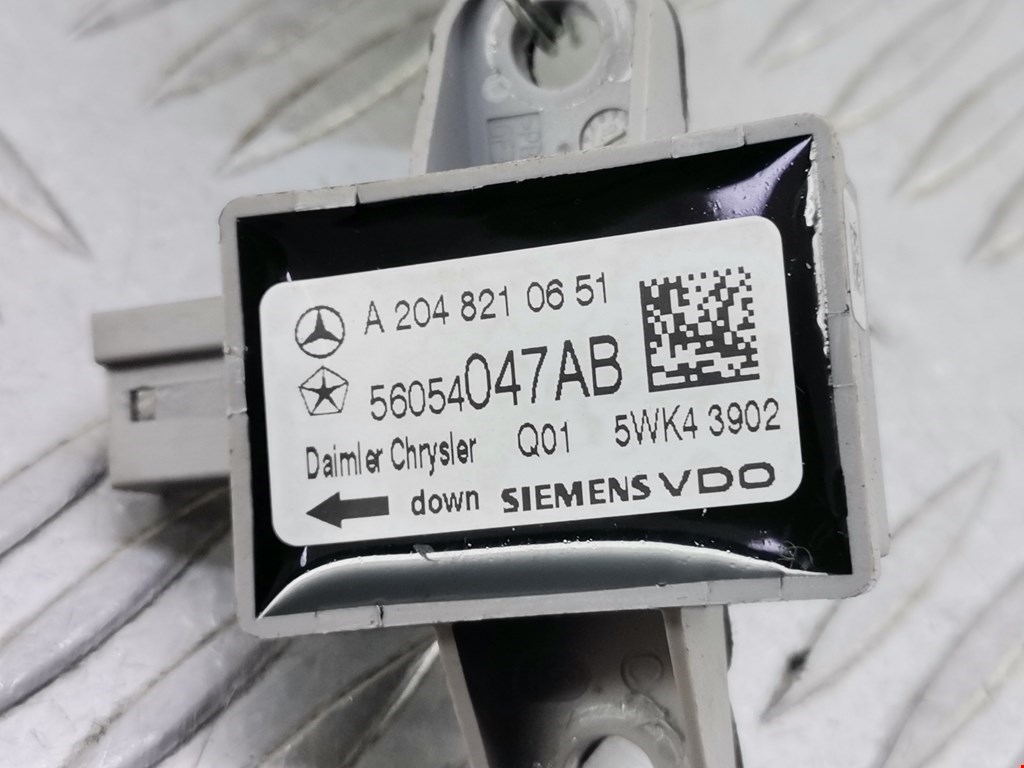 A 204 821 06 51
56054047AB
Daimler Chrysler Q01 5WK4 3902
down SIEMENS VDO